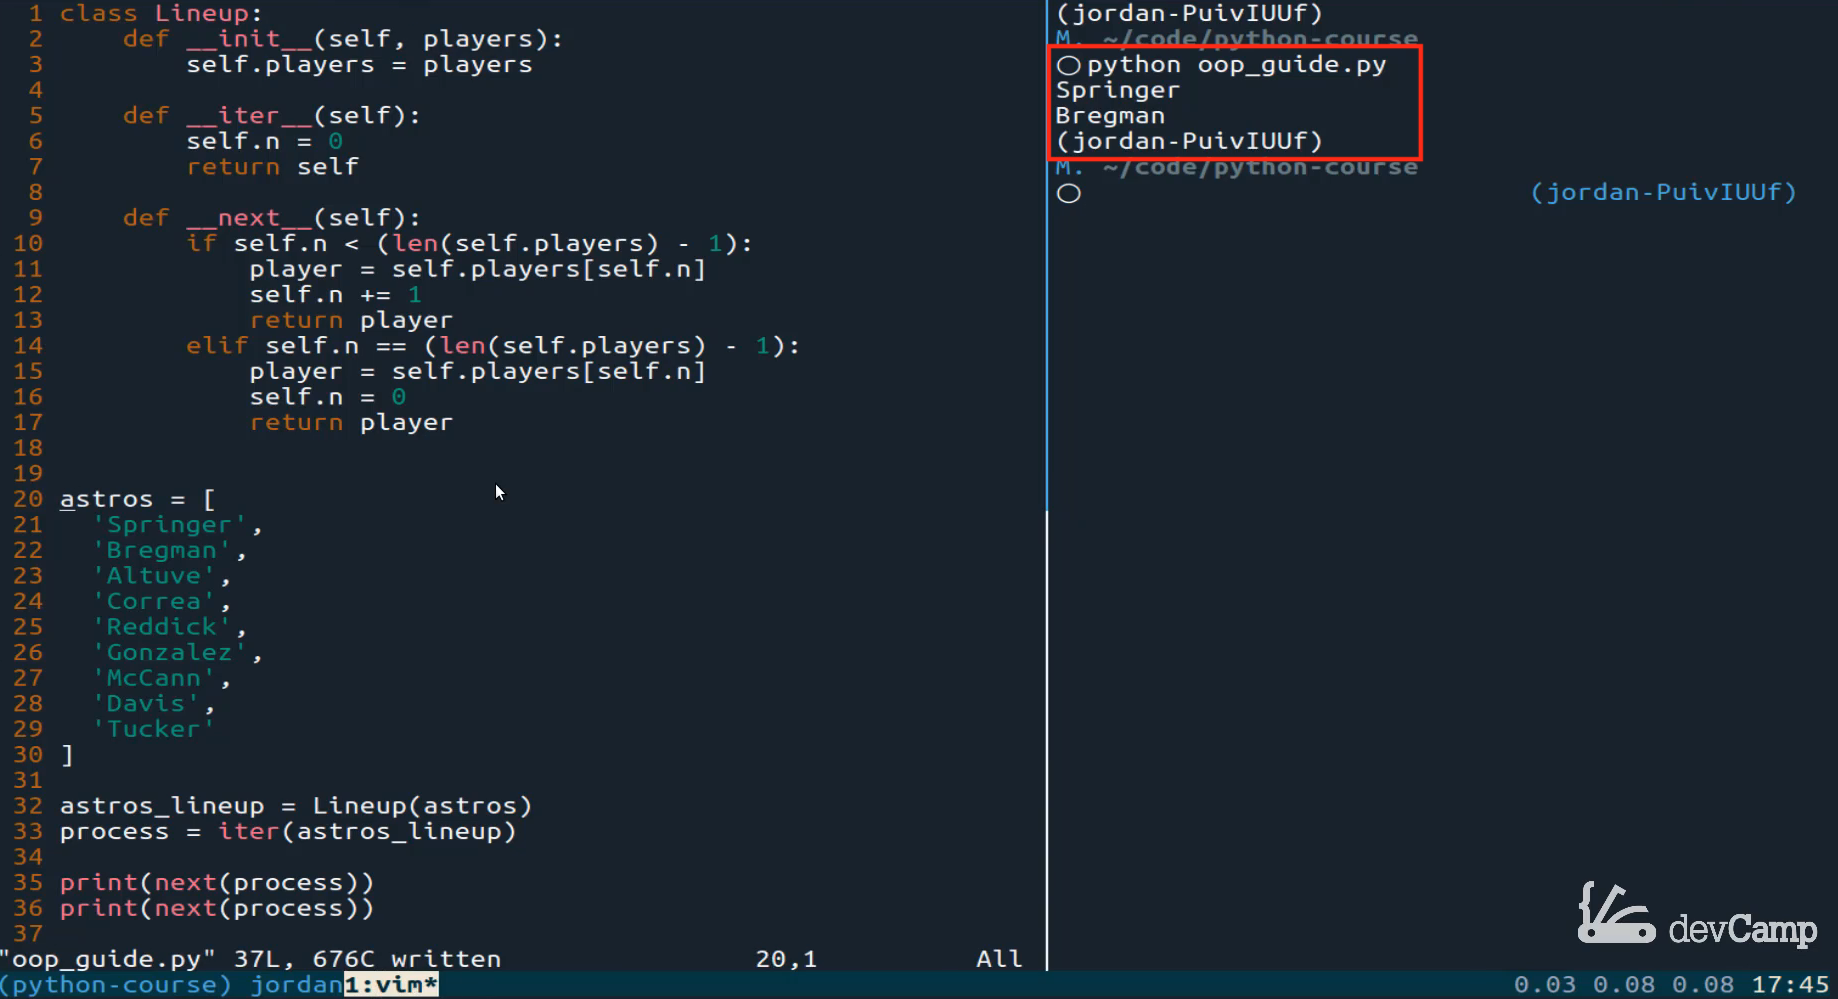 1 class Lineup:
2     def __init__(self, players):
3         self.players = players
4
5     def __iter__(self):
6         self.n = 0
7         return self
8
9     def __next__(self):
10         if self.n < (len(self.players) - 1):
11             player = self.players[self.n]
12             self.n += 1
13             return player
14         elif self.n == (len(self.players) - 1):
15             player = self.players[self.n]
16             self.n = 0
17             return player
18
19
20 astros = [
21   'Springer',
22   'Bregman',
23   'Altuve',
24   'Correa',
25   'Reddick',
26   'Gonzalez',
27   'McCann',
28   'Davis',
29   'Tucker'
30 ]
31
32 astros_lineup = Lineup(astros)
33 process = iter(astros_lineup)
34
35 print(next(process))
36 print(next(process))
37
"oop_guide.py" 37L, 676C written 20,1 All
(python-course) jordan 1:vim* 0.03 0.08 0.08 17:45
(jordan-PuivIUUf)
M. ~/code/python-course
python oop_guide.py
Springer
Bregman
(jordan-PuivIUUf)
M. ~/code/python-course
(jordan-PuivIUUf)
devCamp